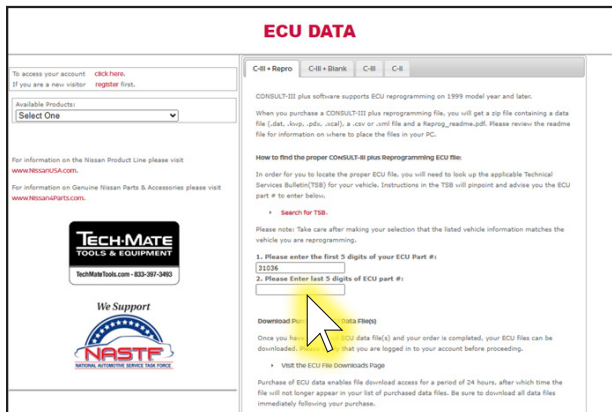 ECU DATA
To access your account click here.
If you are a new visitor register first.
Available Products:
Select One
For information on the Nissan Product Line please visit
www.NissanUSA.com.
For information on Genuine Nissan Parts & Accessories please visit
www.Nissan4Parts.com.
TECH·MATE
TOOLS & EQUIPMENT
TechMateTools.com - 833-397-3493
We Support
NASTF
NATIONAL AUTOMOTIVE SERVICE TASK FORCE
C-III + Repro C-III + Blank C-III C-II
CONSULT-III plus software supports ECU reprogramming on 1999 model year and later.
When you purchase a CONSULT-III plus reprogramming file, you will get a zip file containing a data
file (.dat, .kwp, .pdx, .xcal), a .csv or .xml file and a Reprog_readme.pdf. Please review the readme
file for information on where to place the files in your PC.
How to find the proper CONSULT-III plus Reprogramming ECU file:
In order for you to locate the proper ECU file, you will need to look up the applicable Technical
Services Bulletin(TSB) for your vehicle. Instructions in the TSB will pinpoint and advise you the ECU
part # to enter below.
Search for TSB.
Please note: Take care after making your selection that the listed vehicle information matches the
vehicle you are reprogramming.
1. Please enter the first 5 digits of your ECU Part #:
31036
2. Please Enter last 5 digits of ECU part #:
Download Data File(s)
Once you ECU data file(s) and your order is completed, your ECU files can be
downloaded. that you are logged in to your account before proceeding.
Visit the ECU File Downloads Page
Purchase of ECU data enables file download access for a period of 24 hours, after which time the
file will not longer appear in your list of purchased data files. Be sure to download all data files
immediately following your purchase.